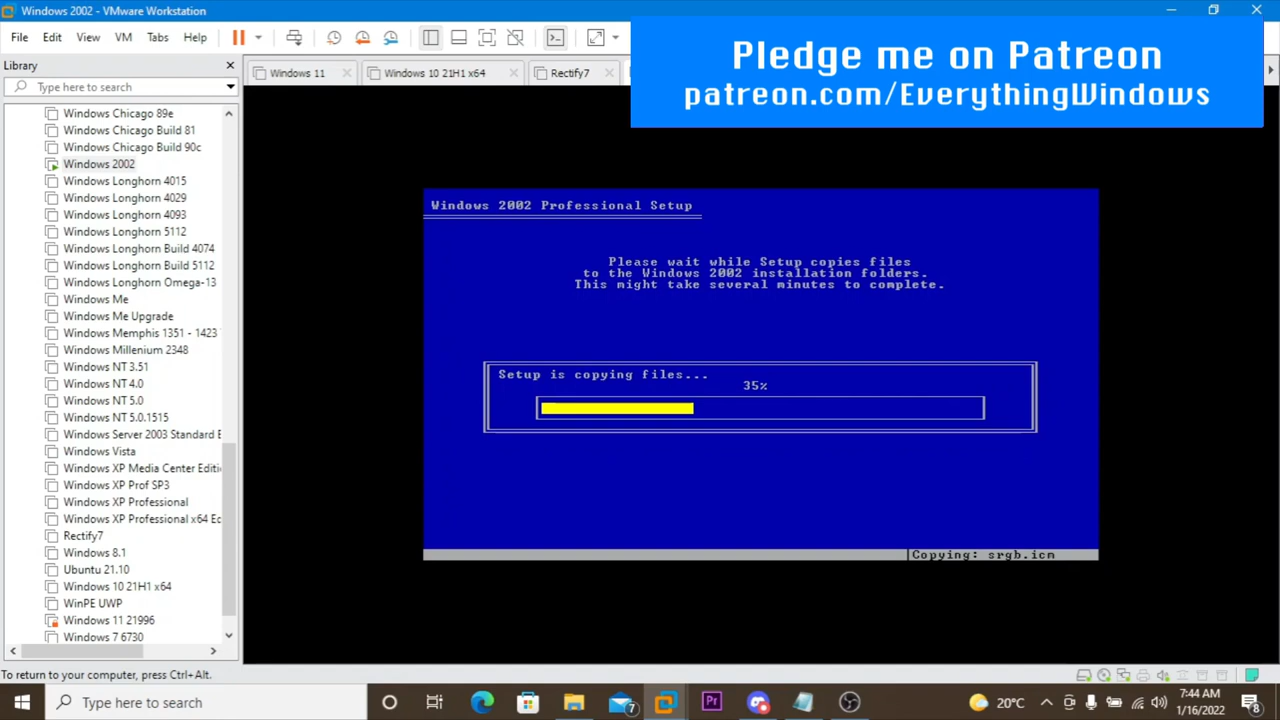 Windows 2002 - VMware Workstation
File Edit View VM Tabs Help
Pledge me on Patreon
patreon.com/EverythingWindows
Library
Type here to search
Windows 11
Windows 10 21H1 x64
Rectify7
Windows Chicago 89e
Windows Chicago Build 81
Windows Chicago Build 90c
Windows 2002
Windows Longhorn 4015
Windows Longhorn 4029
Windows Longhorn 4093
Windows Longhorn 5112
Windows Longhorn Build 4074
Windows Longhorn Build 5112
Windows Longhorn Omega-13
Windows Me
Windows Me Upgrade
Windows Memphis 1351 - 1423
Windows Millenium 2348
Windows NT 3.51
Windows NT 4.0
Windows NT 5.0
Windows NT 5.0.1515
Windows Server 2003 Standard E
Windows Vista
Windows XP Media Center Editi
Windows XP Prof SP3
Windows XP Professional
Windows XP Professional x64 Ec
Rectify7
Windows 8.1
Ubuntu 21.10
Windows 10 21H1 x64
WinPE UWP
Windows 11 21996
Windows 7 6730
Windows 2002 Professional Setup
Please wait while Setup copies files
to the Windows 2002 installation folders.
This might take several minutes to complete.
Setup is copying files...
35%
Copying: srgb.icm
To return to your computer, press Ctrl+Alt.
Type here to search
7
Pr
20°C
7:44 AM
1/16/2022
8